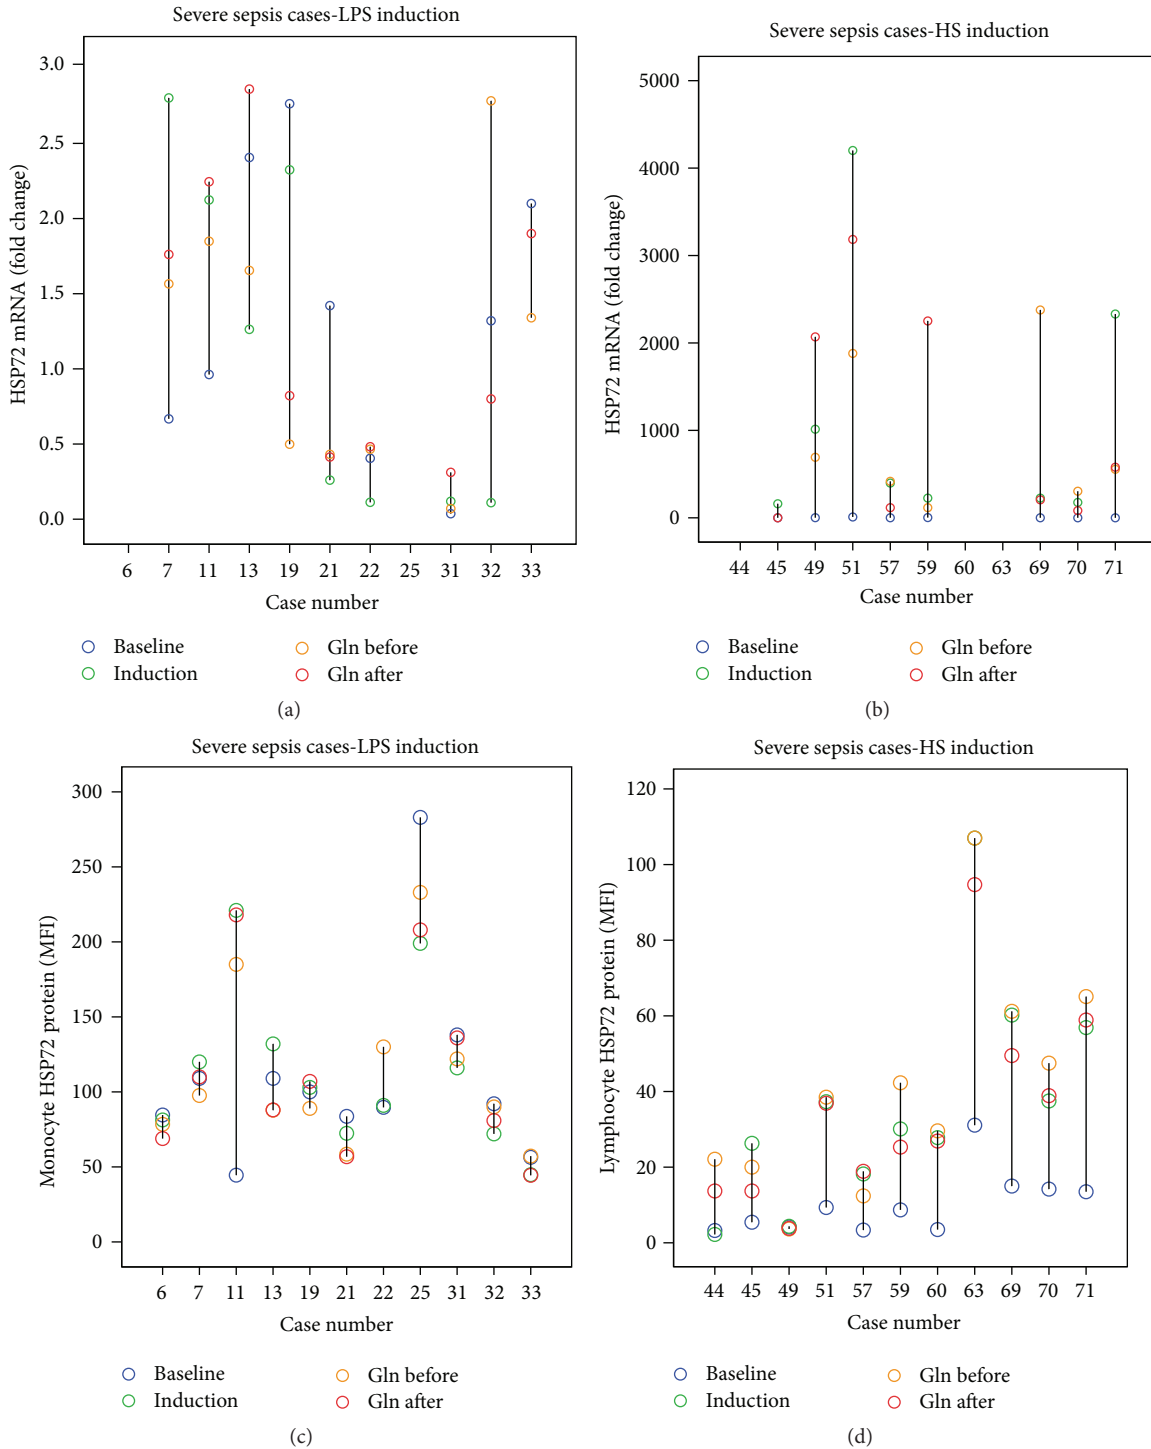 Severe sepsis cases-LPS induction
HSP72 mRNA (fold change)
3.0
2.5
2.0
1.5
1.0
0.5
0.0
6 7 11 13 19 21 22 25 31 32 33
Case number
Baseline Gln before
Induction Gln after
(a)
Severe sepsis cases-HS induction
HSP72 mRNA (fold change)
5000
4000
3000
2000
1000
0
44 45 49 51 57 59 60 63 69 70 71
Case number
Baseline Gln before
Induction Gln after
(b)
Severe sepsis cases-LPS induction
Monocyte HSP72 protein (MFI)
300
250
200
150
100
50
0
6 7 11 13 19 21 22 25 31 32 33
Case number
Baseline Gln before
Induction Gln after
(c)
Severe sepsis cases-HS induction
Lymphocyte HSP72 protein (MFI)
120
100
80
60
40
20
0
44 45 49 51 57 59 60 63 69 70 71
Case number
Baseline Gln before
Induction Gln after
(d)